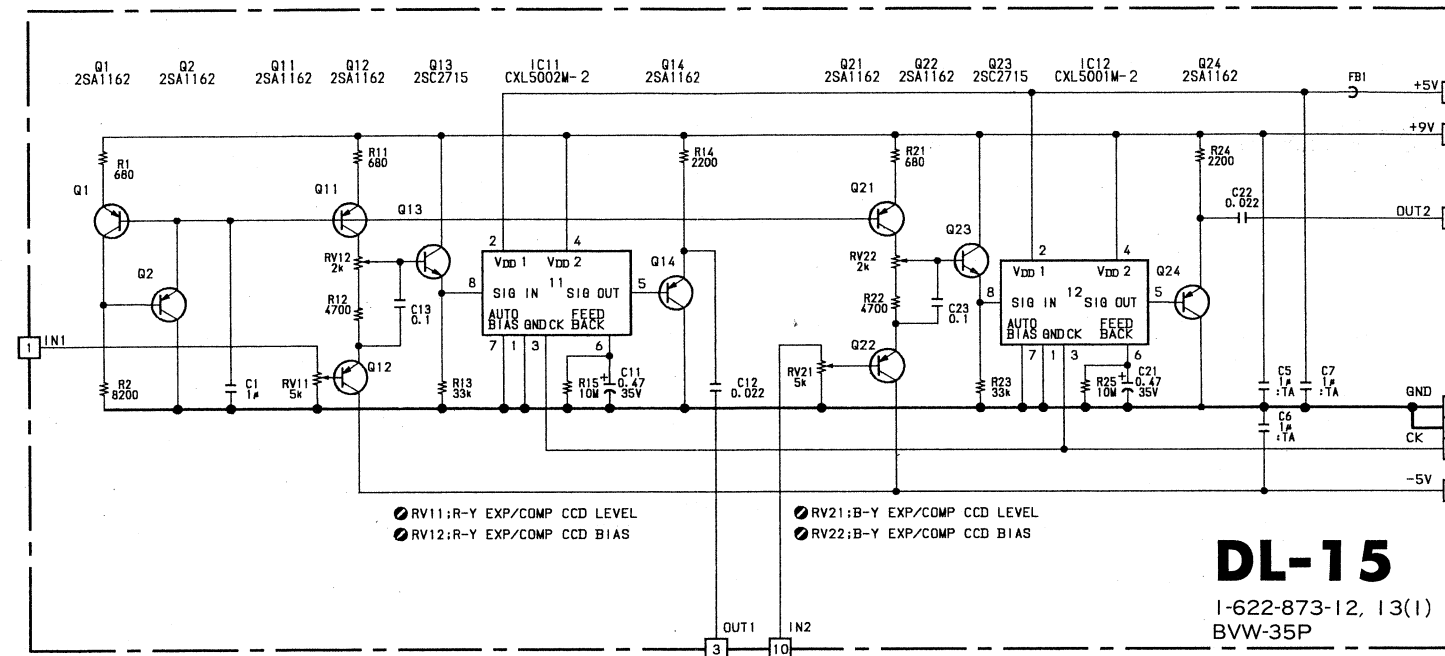 Q1 Q2 Q11 Q12 Q13 IC11 Q14 Q21 Q22 Q23 IC12 Q24
2SA1162 2SA1162 2SA1162 2SA1162 2SC2715 CXL5002M-2 2SA1162 2SA1162 2SA1162 2SC2715 CXL5001M-2 2SA1162
FB1
+5V
+9V
R1
680
R11
680
R14
2200
R21
680
R24
2200
Q1
Q11
Q13
Q21
Q23
C22
0.022
OUT2
Q2
RV12
2k
R12
4700
C13
0.1
2 4
VDD 1 VDD 2
11
8 SIG IN SIG OUT 5
AUTO BIAS GND CK FEED BACK
7 1 3 6
Q14
RV22
2k
R22
4700
C23
0.1
2 4
VDD 1 VDD 2
12
8 SIG IN SIG OUT 5
AUTO BIAS GND CK FEED BACK
7 1 3 6
Q24
1 IN1
Q12
Q22
R2
8200
C1
1μ
RV11
5k
R13
33k
R15
10M
+
C11
0.47
35V
C12
0.022
RV21
5k
R23
33k
R25
10M
+
C21
0.47
35V
C5
1μ
:TA
C7
1μ
:TA
C6
1μ
:TA
GND
CK
-5V
RV11;R-Y EXP/COMP CCD LEVEL
RV12;R-Y EXP/COMP CCD BIAS
RV21;B-Y EXP/COMP CCD LEVEL
RV22;B-Y EXP/COMP CCD BIAS
DL-15
1-622-873-12, 13(1)
BVW-35P
OUT1
3
IN2
10